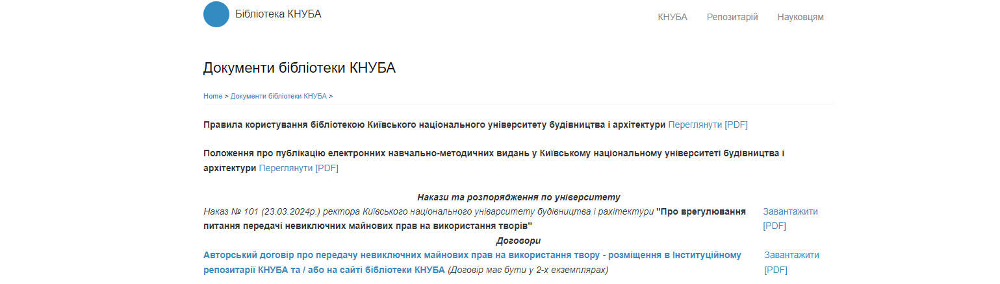 Бібліотека КНУБА
КНУБА Репозитарій Науковцям
Документи бібліотеки КНУБА
Home > Документи бібліотеки КНУБА >
Правила користування бібліотекою Київського національного університету будівництва і архітектури Переглянути [PDF]
Положення про публікацію електронних навчально-методичних видань у Київському національному університеті будівництва і
архітектури Переглянути [PDF]
Накази та розпорядження по університету
Наказ № 101 (23.03.2024р.) ректора Київського національного уніварситету будівництва і рахітектури "Про врегулювання
питання передачі невиключних майнових прав на використання творів"
Завантажити
[PDF]
Договори
Авторський договір про передачу невиключних майнових прав на використання твору - розміщення в Інституційному
репозитарії КНУБА та / або на сайті бібліотеки КНУБА (Договір має бути у 2-х екземплярах)
Завантажити
[PDF]